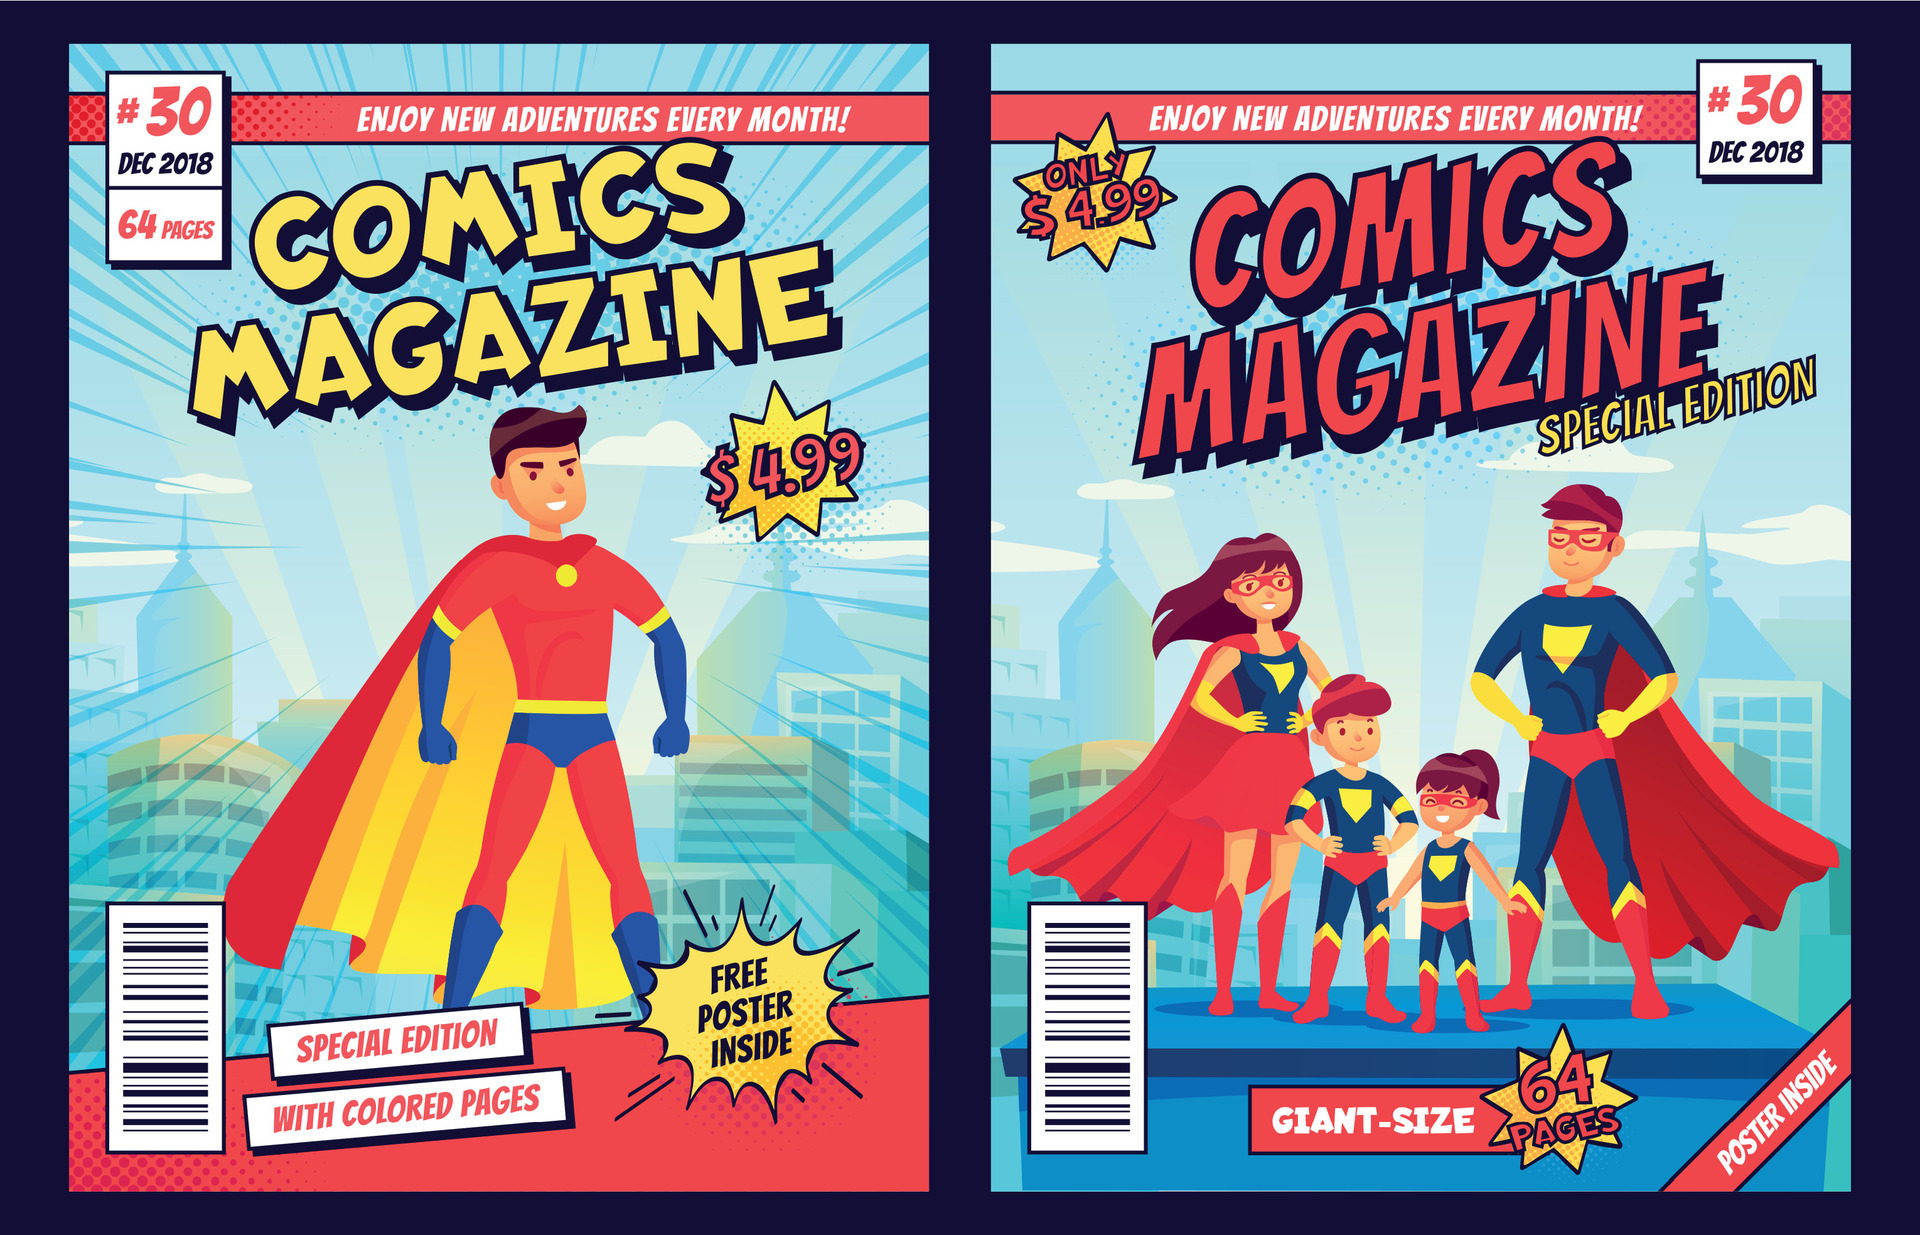 # 30
DEC 2018
64 PAGES
ENJOY NEW ADVENTURES EVERY MONTH!
COMICS
MAGAZINE
$ 4.99
FREE
POSTER
INSIDE
SPECIAL EDITION
WITH COLORED PAGES
ENJOY NEW ADVENTURES EVERY MONTH!
# 30
DEC 2018
ONLY
$ 4.99
COMICS
MAGAZINE
SPECIAL EDITION
GIANT-SIZE
64
PAGES
POSTER INSIDE